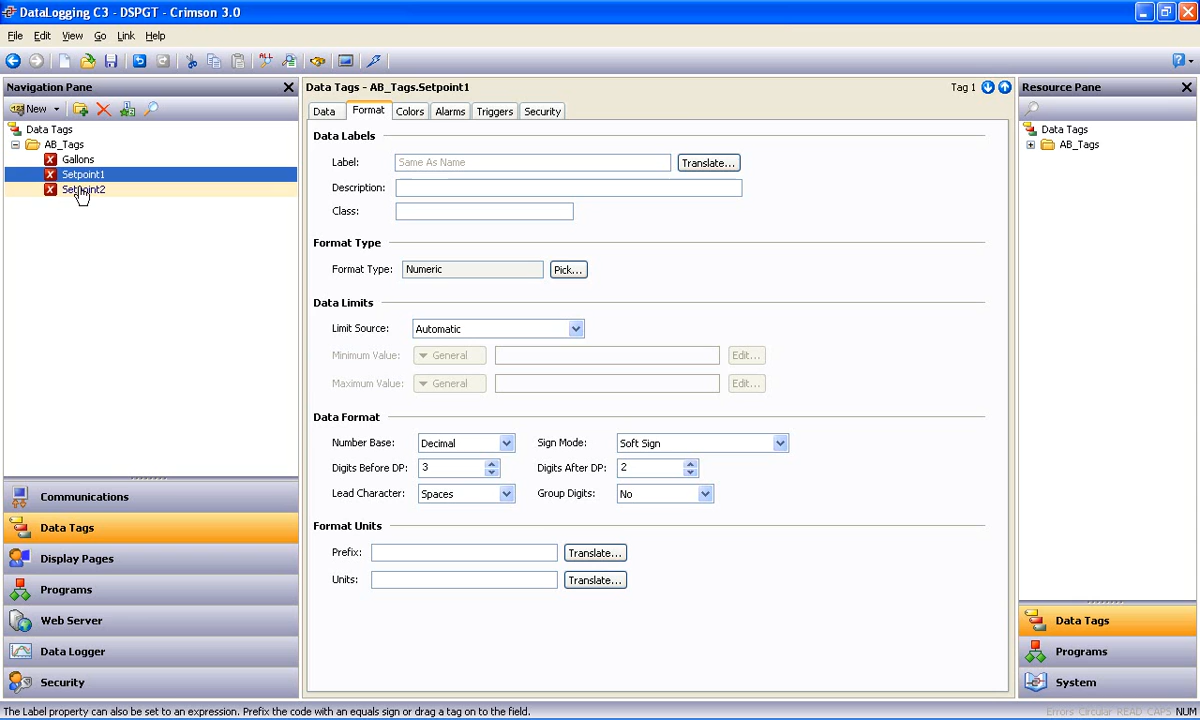 DataLogging C3 - DSPGT - Crimson 3.0
File Edit View Go Link Help
Navigation Pane
New
Data Tags
AB_Tags
Gallons
Setpoint1
Setpoint2
Communications
Data Tags
Display Pages
Programs
Web Server
Data Logger
Security
Data Tags - AB_Tags.Setpoint1 Tag 1
Data Format Colors Alarms Triggers Security
Data Labels
Label: Same As Name Translate...
Description:
Class:
Format Type
Format Type: Numeric Pick...
Data Limits
Limit Source: Automatic
Minimum Value: General Edit...
Maximum Value: General Edit...
Data Format
Number Base: Decimal Sign Mode: Soft Sign
Digits Before DP: 3 Digits After DP: 2
Lead Character: Spaces Group Digits: No
Format Units
Prefix: Translate...
Units: Translate...
Resource Pane
Data Tags
AB_Tags
Data Tags
Programs
System
The Label property can also be set to an expression. Prefix the code with an equals sign or drag a tag on to the field. Errors Circular READ CAPS NUM